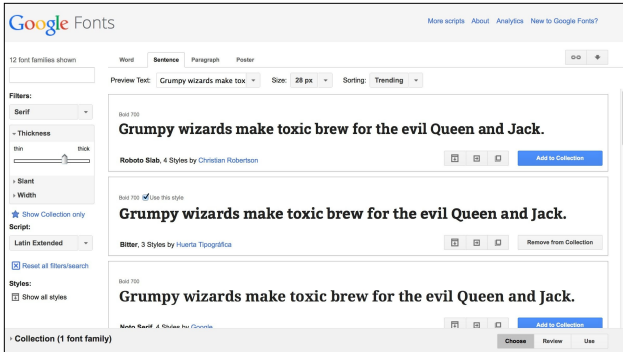 Google Fonts
More scripts About Analytics New to Google Fonts?
12 font families shown
Word Sentence Paragraph Poster
Preview Text: Grumpy wizards make tox Size: 28 px Sorting: Trending
Filters:
Serif
Thickness
thin thick
Slant
Width
Show Collection only
Script:
Latin Extended
Reset all filters/search
Styles:
Show all styles
Bold 700
Grumpy wizards make toxic brew for the evil Queen and Jack.
Roboto Slab, 4 Styles by Christian Robertson
Add to Collection
Bold 700 Use this style
Grumpy wizards make toxic brew for the evil Queen and Jack.
Bitter, 3 Styles by Huerta Tipográfica
Remove from Collection
Bold 700
Grumpy wizards make toxic brew for the evil Queen and Jack.
Noto Serif, 4 Styles by Google
Add to Collection
Collection (1 font family)
Choose Review Use